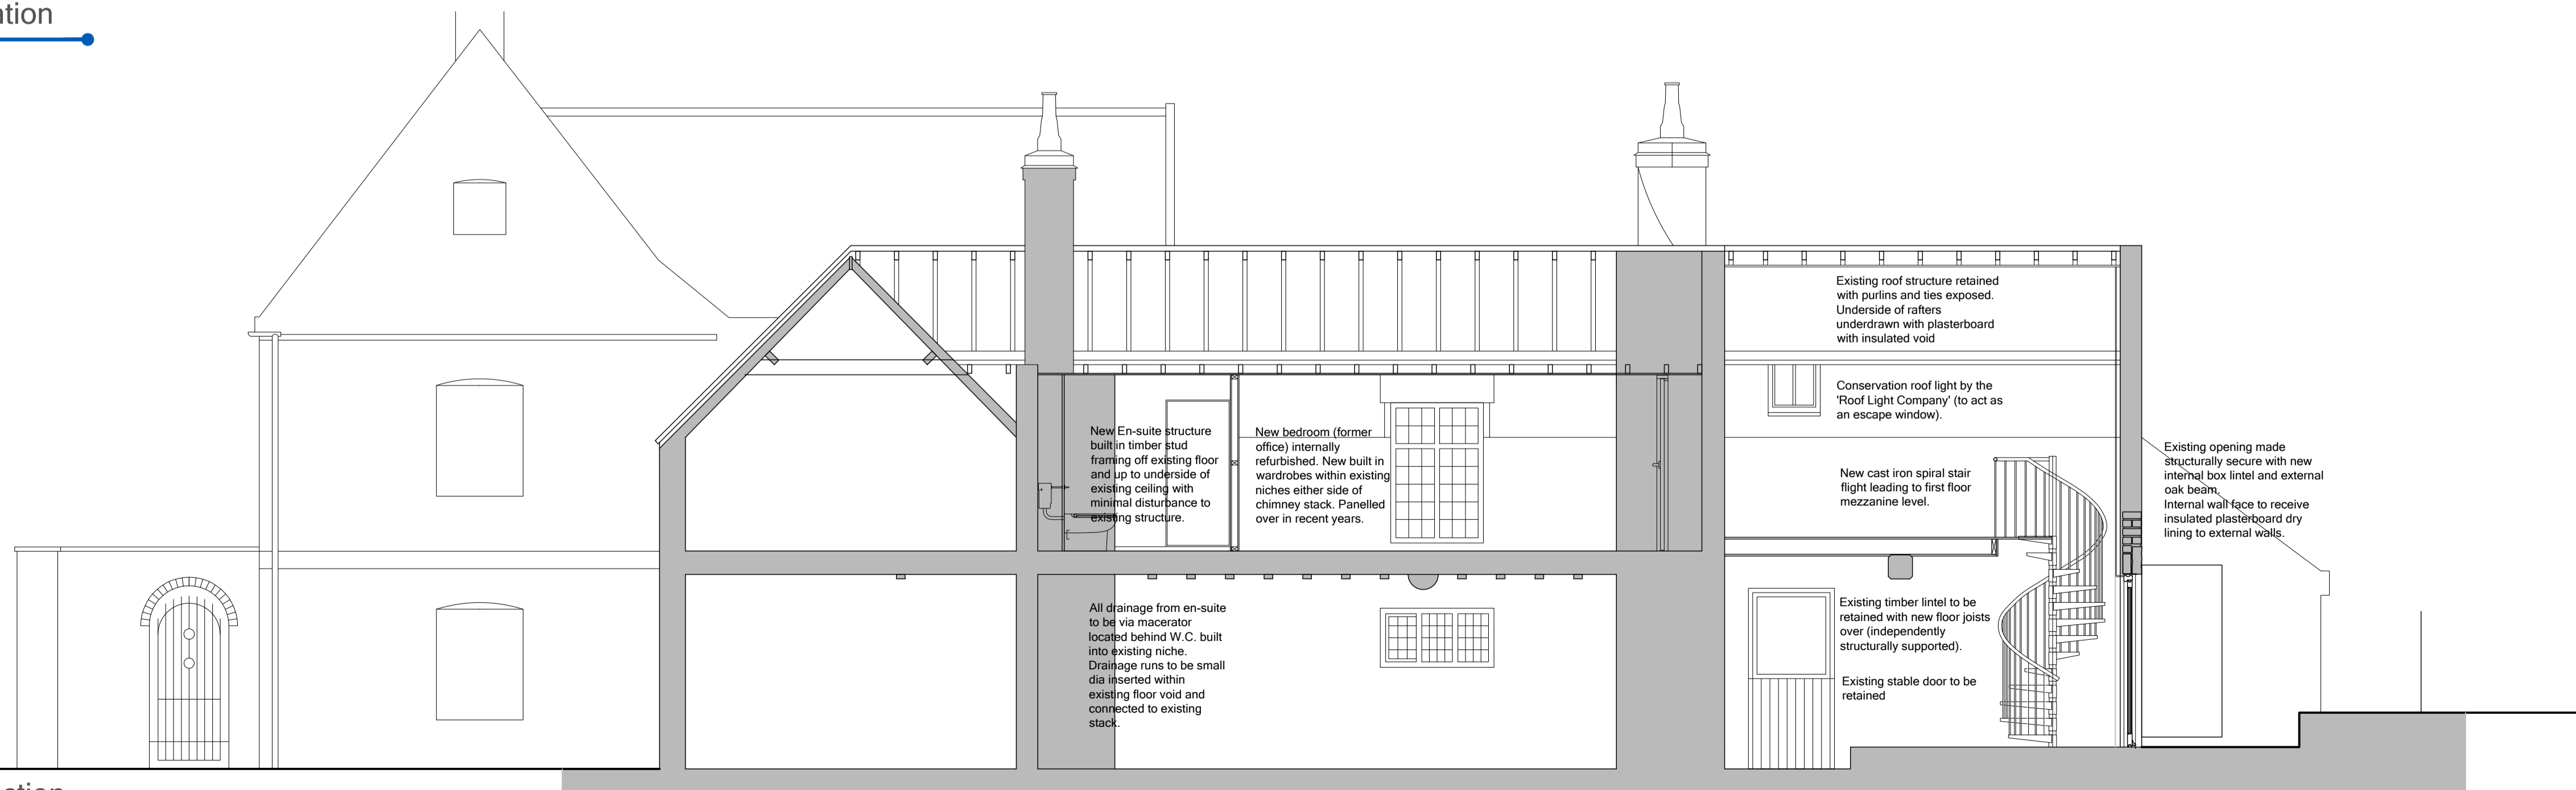 New En-suite structure
built in timber stud
framing off existing floor
and up to underside of
existing ceiling with
minimal disturbance to
existing structure.
New bedroom (former
office) internally
refurbished. New built in
wardrobes within existing
niches either side of
chimney stack. Panelled
over in recent years.
All drainage from en-suite
to be via macerator
located behind W.C. built
into existing niche.
Drainage runs to be small
dia inserted within
existing floor void and
connected to existing
stack.
Existing roof structure retained
with purlins and ties exposed.
Underside of rafters
underdrawn with plasterboard
with insulated void
Conservation roof light by the
'Roof Light Company' (to act as
an escape window).
New cast iron spiral stair
flight leading to first floor
mezzanine level.
Existing timber lintel to be
retained with new floor joists
over (independently
structurally supported).
Existing stable door to be
retained
Existing opening made
structurally secure with new
internal box lintel and external
oak beam.
Internal wall face to receive
insulated plasterboard dry
lining to external walls.